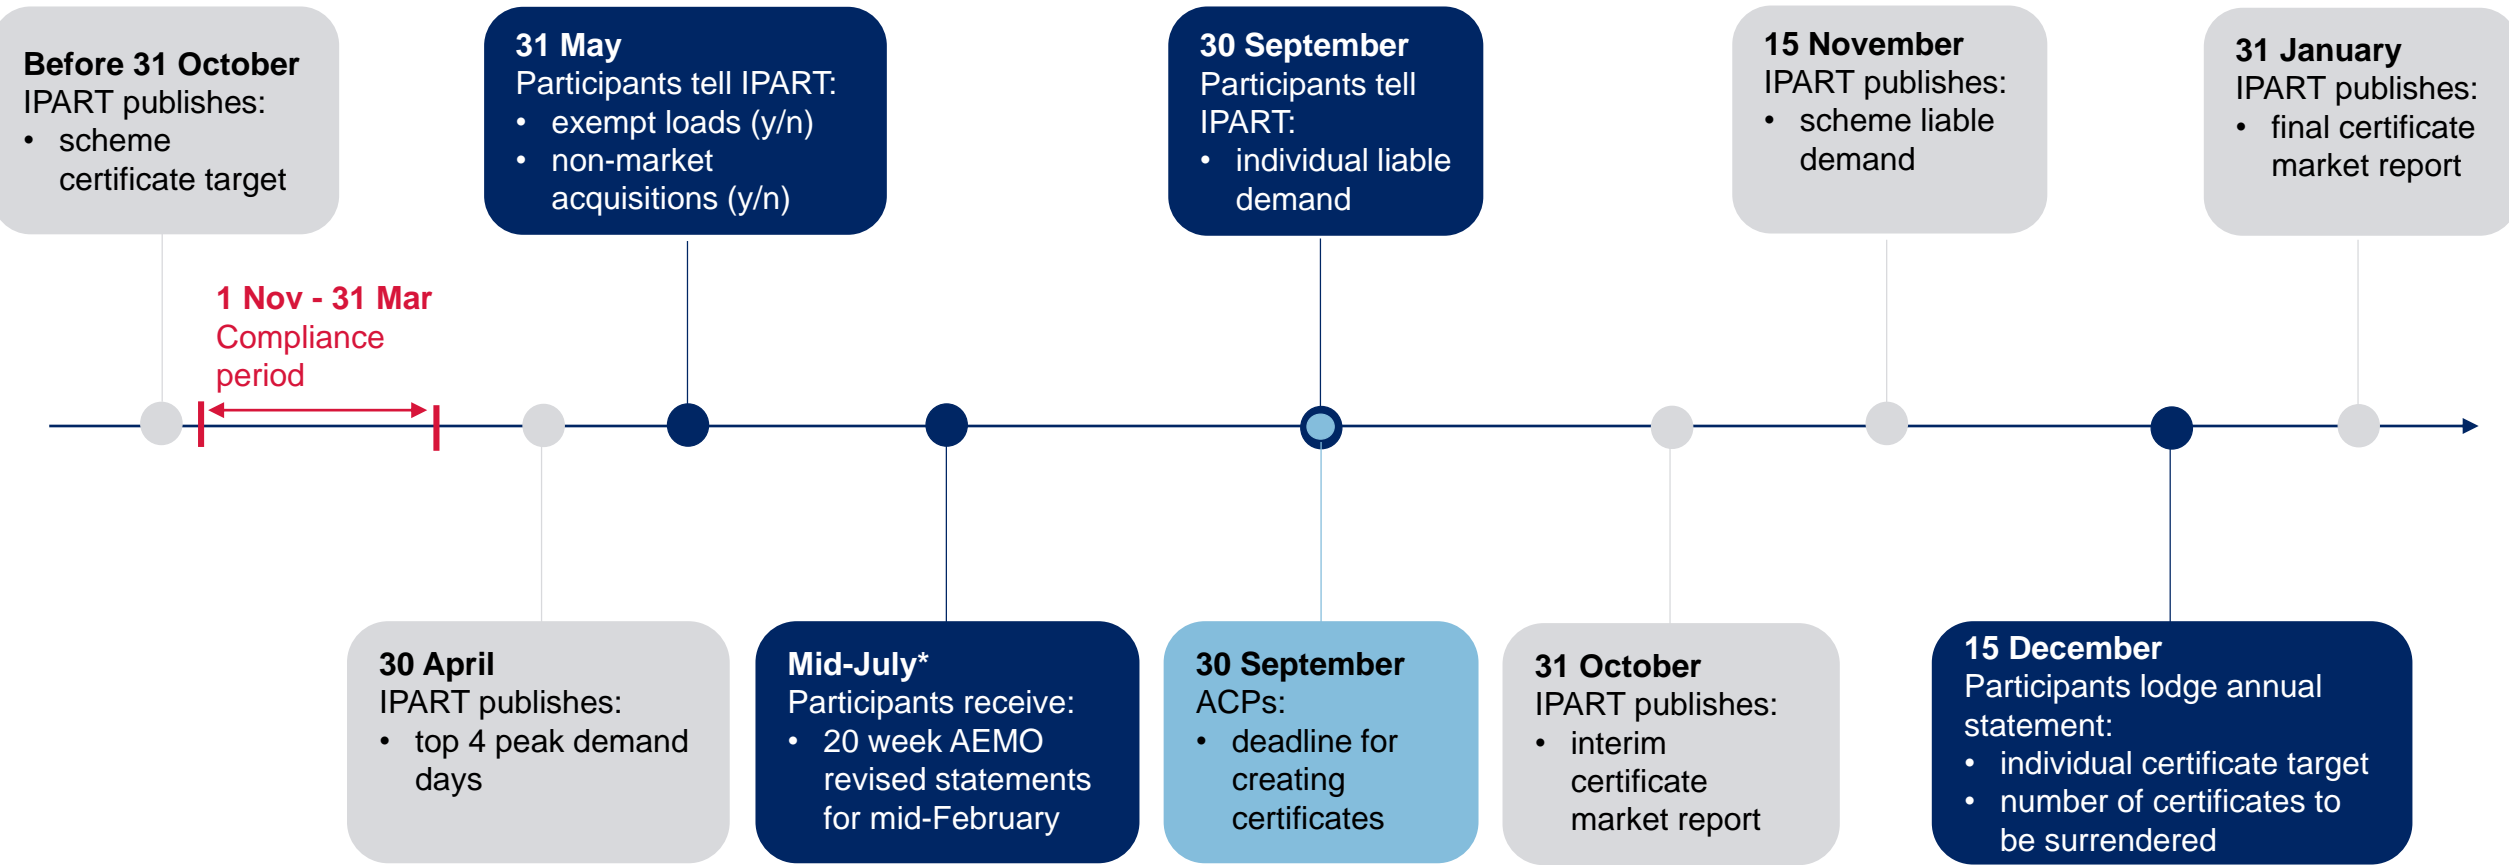 Before 31 October
IPART publishes:
• scheme
certificate target
31 May
Participants tell IPART:
• exempt loads (y/n)
• non-market
acquisitions (y/n)
30 September
Participants tell
IPART:
• individual liable
demand
15 November
IPART publishes:
• scheme liable
demand
31 January
IPART publishes:
• final certificate
market report
1 Nov - 31 Mar
Compliance
period
30 April
IPART publishes:
• top 4 peak demand
days
Mid-July*
Participants receive:
• 20 week AEMO
revised statements
for mid-February
30 September
ACPs:
• deadline for
creating
certificates
31 October
IPART publishes:
• interim
certificate
market report
15 December
Participants lodge annual
statement:
• individual certificate target
• number of certificates to
be surrendered